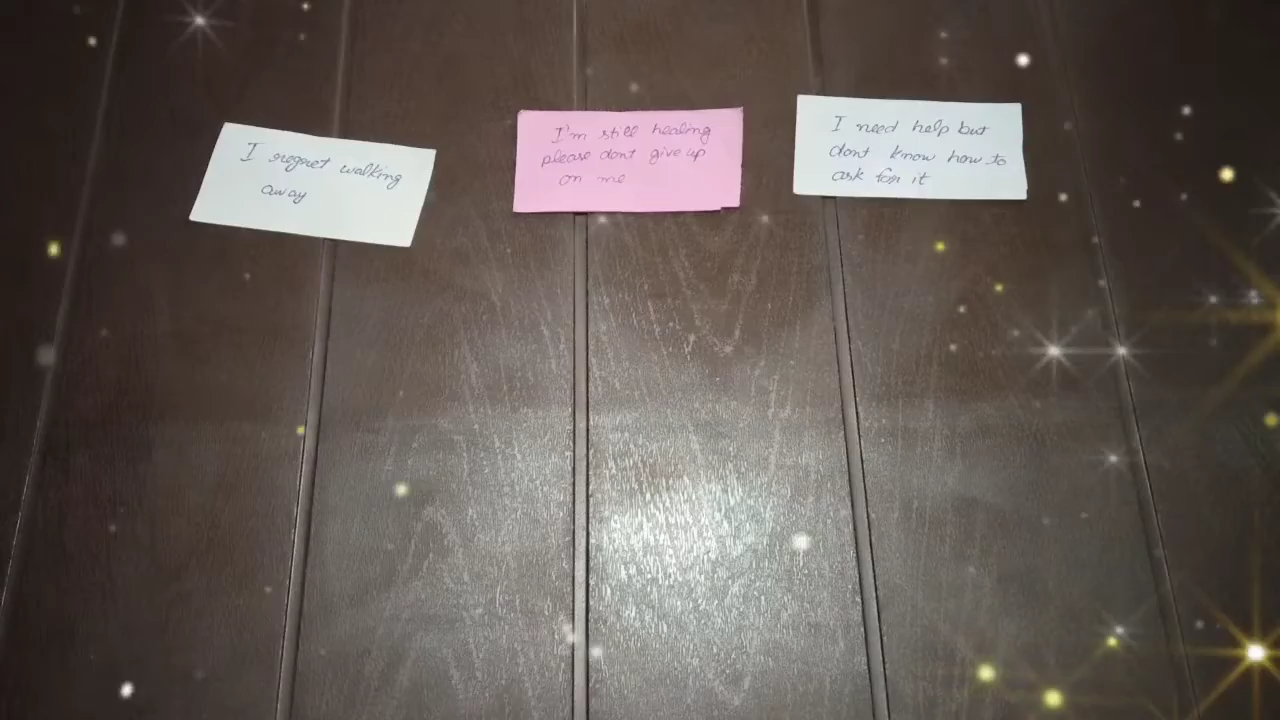 I regret walking
away
I'm still healing
please dont give up
on me
I need help but
dont know how to
ask for it